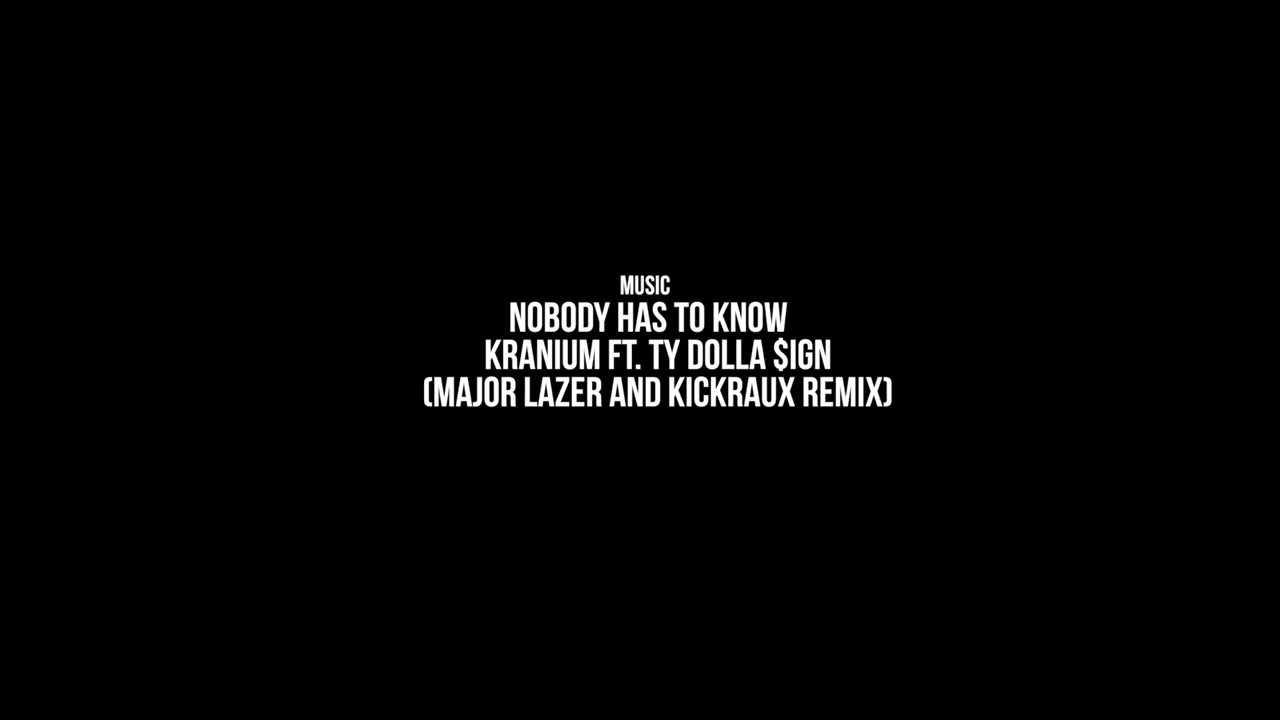 MUSIC
NOBODY HAS TO KNOW
KRANIUM FT. TY DOLLA $IGN
(MAJOR LAZER AND KICKRAUX REMIX)